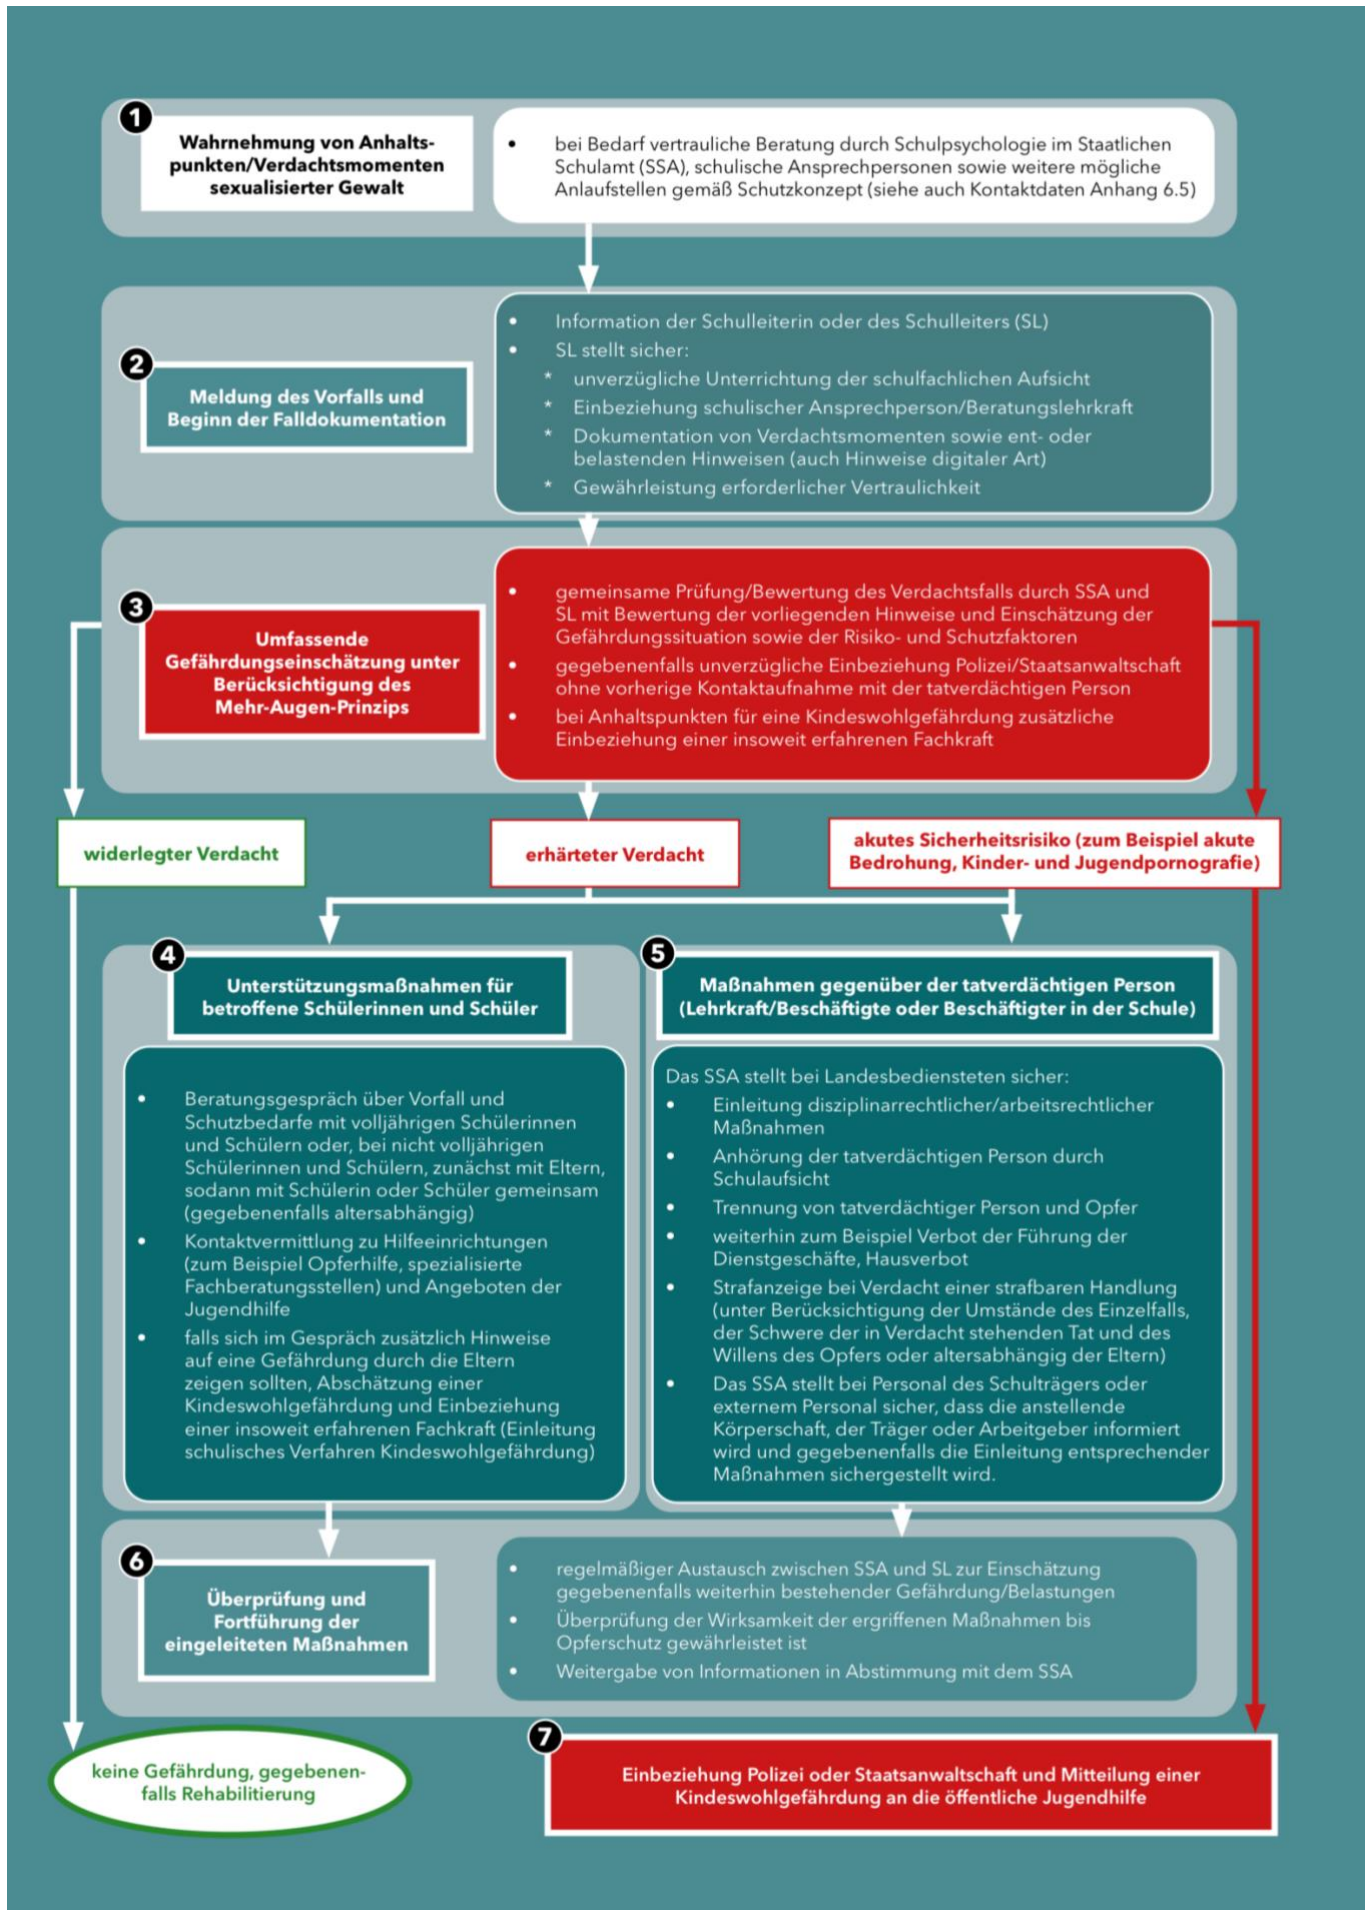 1
Wahrnehmung von Anhalts-
punkten/Verdachtsmomenten
sexualisierter Gewalt
• bei Bedarf vertrauliche Beratung durch Schulpsychologie im Staatlichen
Schulamt (SSA), schulische Ansprechpersonen sowie weitere mögliche
Anlaufstellen gemäß Schutzkonzept (siehe auch Kontaktdaten Anhang 6.5)
2
Meldung des Vorfalls und
Beginn der Falldokumentation
• Information der Schulleiterin oder des Schulleiters (SL)
• SL stellt sicher:
* unverzügliche Unterrichtung der schulfachlichen Aufsicht
* Einbeziehung schulischer Ansprechperson/Beratungslehrkraft
* Dokumentation von Verdachtsmomenten sowie ent- oder
belastenden Hinweisen (auch Hinweise digitaler Art)
* Gewährleistung erforderlicher Vertraulichkeit
3
Umfassende
Gefährdungseinschätzung unter
Berücksichtigung des
Mehr-Augen-Prinzips
• gemeinsame Prüfung/Bewertung des Verdachtsfalls durch SSA und
SL mit Bewertung der vorliegenden Hinweise und Einschätzung der
Gefährdungssituation sowie der Risiko- und Schutzfaktoren
• gegebenenfalls unverzügliche Einbeziehung Polizei/Staatsanwaltschaft
ohne vorherige Kontaktaufnahme mit der tatverdächtigen Person
• bei Anhaltspunkten für eine Kindeswohlgefährdung zusätzliche
Einbeziehung einer insoweit erfahrenen Fachkraft
widerlegter Verdacht
erhärteter Verdacht
akutes Sicherheitsrisiko (zum Beispiel akute
Bedrohung, Kinder- und Jugendpornografie)
4
Unterstützungsmaßnahmen für
betroffene Schülerinnen und Schüler
• Beratungsgespräch über Vorfall und
Schutzbedarfe mit volljährigen Schülerinnen
und Schülern oder, bei nicht volljährigen
Schülerinnen und Schülern, zunächst mit Eltern,
sodann mit Schülerin oder Schüler gemeinsam
(gegebenenfalls altersabhängig)
• Kontaktvermittlung zu Hilfeeinrichtungen
(zum Beispiel Opferhilfe, spezialisierte
Fachberatungsstellen) und Angeboten der
Jugendhilfe
• falls sich im Gespräch zusätzlich Hinweise
auf eine Gefährdung durch die Eltern
zeigen sollten, Abschätzung einer
Kindeswohlgefährdung und Einbeziehung
einer insoweit erfahrenen Fachkraft (Einleitung
schulisches Verfahren Kindeswohlgefährdung)
5
Maßnahmen gegenüber der tatverdächtigen Person
(Lehrkraft/Beschäftigte oder Beschäftigter in der Schule)
Das SSA stellt bei Landesbediensteten sicher:
• Einleitung disziplinarrechtlicher/arbeitsrechtlicher
Maßnahmen
• Anhörung der tatverdächtigen Person durch
Schulaufsicht
• Trennung von tatverdächtiger Person und Opfer
• weiterhin zum Beispiel Verbot der Führung der
Dienstgeschäfte, Hausverbot
• Strafanzeige bei Verdacht einer strafbaren Handlung
(unter Berücksichtigung der Umstände des Einzelfalls,
der Schwere der in Verdacht stehenden Tat und des
Willens des Opfers oder altersabhängig der Eltern)
• Das SSA stellt bei Personal des Schulträgers oder
externem Personal sicher, dass die anstellende
Körperschaft, der Träger oder Arbeitgeber informiert
wird und gegebenenfalls die Einleitung entsprechender
Maßnahmen sichergestellt wird.
6
Überprüfung und
Fortführung der
eingeleiteten Maßnahmen
• regelmäßiger Austausch zwischen SSA und SL zur Einschätzung
gegebenenfalls weiterhin bestehender Gefährdung/Belastungen
• Überprüfung der Wirksamkeit der ergriffenen Maßnahmen bis
Opferschutz gewährleistet ist
• Weitergabe von Informationen in Abstimmung mit dem SSA
keine Gefährdung, gegebenen-
falls Rehabilitierung
7
Einbeziehung Polizei oder Staatsanwaltschaft und Mitteilung einer
Kindeswohlgefährdung an die öffentliche Jugendhilfe